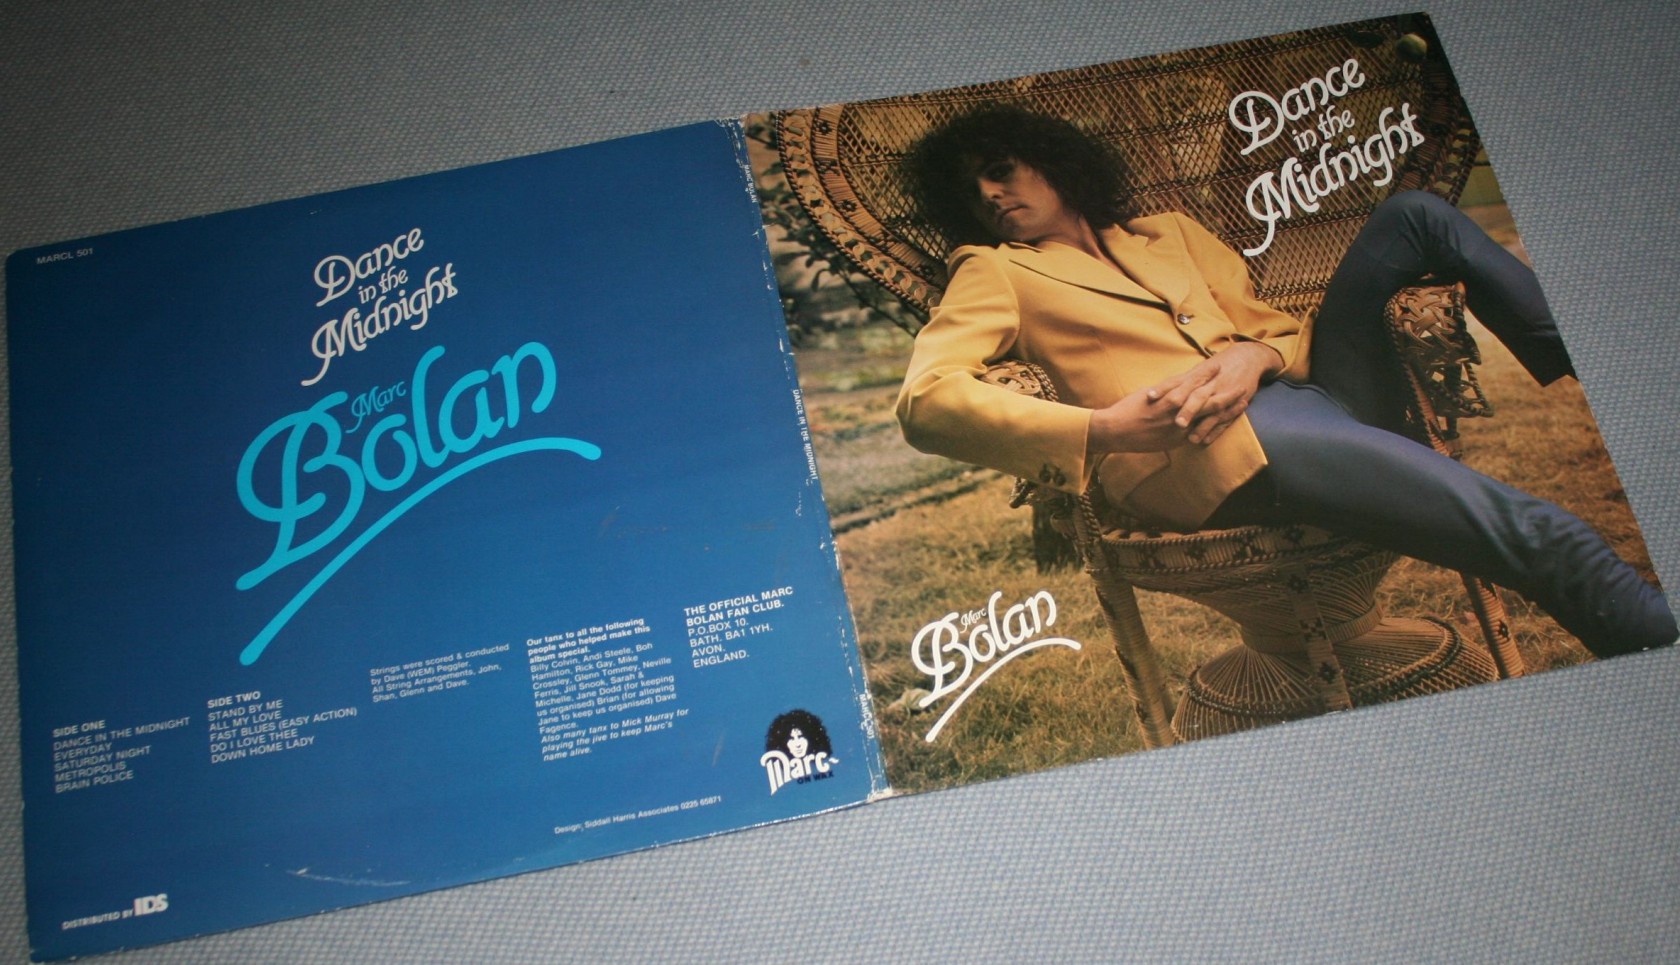 MARCL 501
Dance
in the
Midnight
Marc
Bolan
SIDE ONE
DANCE IN THE MIDNIGHT
EVERYDAY
SATURDAY NIGHT
METROPOLIS
BRAIN POLICE
SIDE TWO
STAND BY ME
ALL MY LOVE
FAST BLUES (EASY ACTION)
DO I LOVE THEE
DOWN HOME LADY
Strings were scored & conducted
by Dave (WEM) Peggler.
All String Arrangements, John,
Shan, Glenn and Dave.
Our tanx to all the following
people who helped make this
album special.
Billy Colvin, Andi Steele, Boh
Hamilton, Rick Gay, Mike
Crossley, Glenn Tommey, Neville
Ferris, Jill Snook, Sarah &
Michelle, Jane Dodd (for keeping
us organised) Brian (for allowing
Jane to keep us organised) Dave
Fagence.
Also many tanx to Mick Murray for
playing the jive to keep Marc's
name alive.
THE OFFICIAL MARC
BOLAN FAN CLUB.
P.O.BOX 10.
BATH. BA1 1YH.
AVON.
ENGLAND.
Marc
ON WAX
Design; Siddall Harris Associates 0225 65871
DISTRIBUTED BY IDS
MARC BOLAN
DANCE IN THE MIDNIGHT
MARCL 501
Dance
in the
Midnight
Marc
Bolan